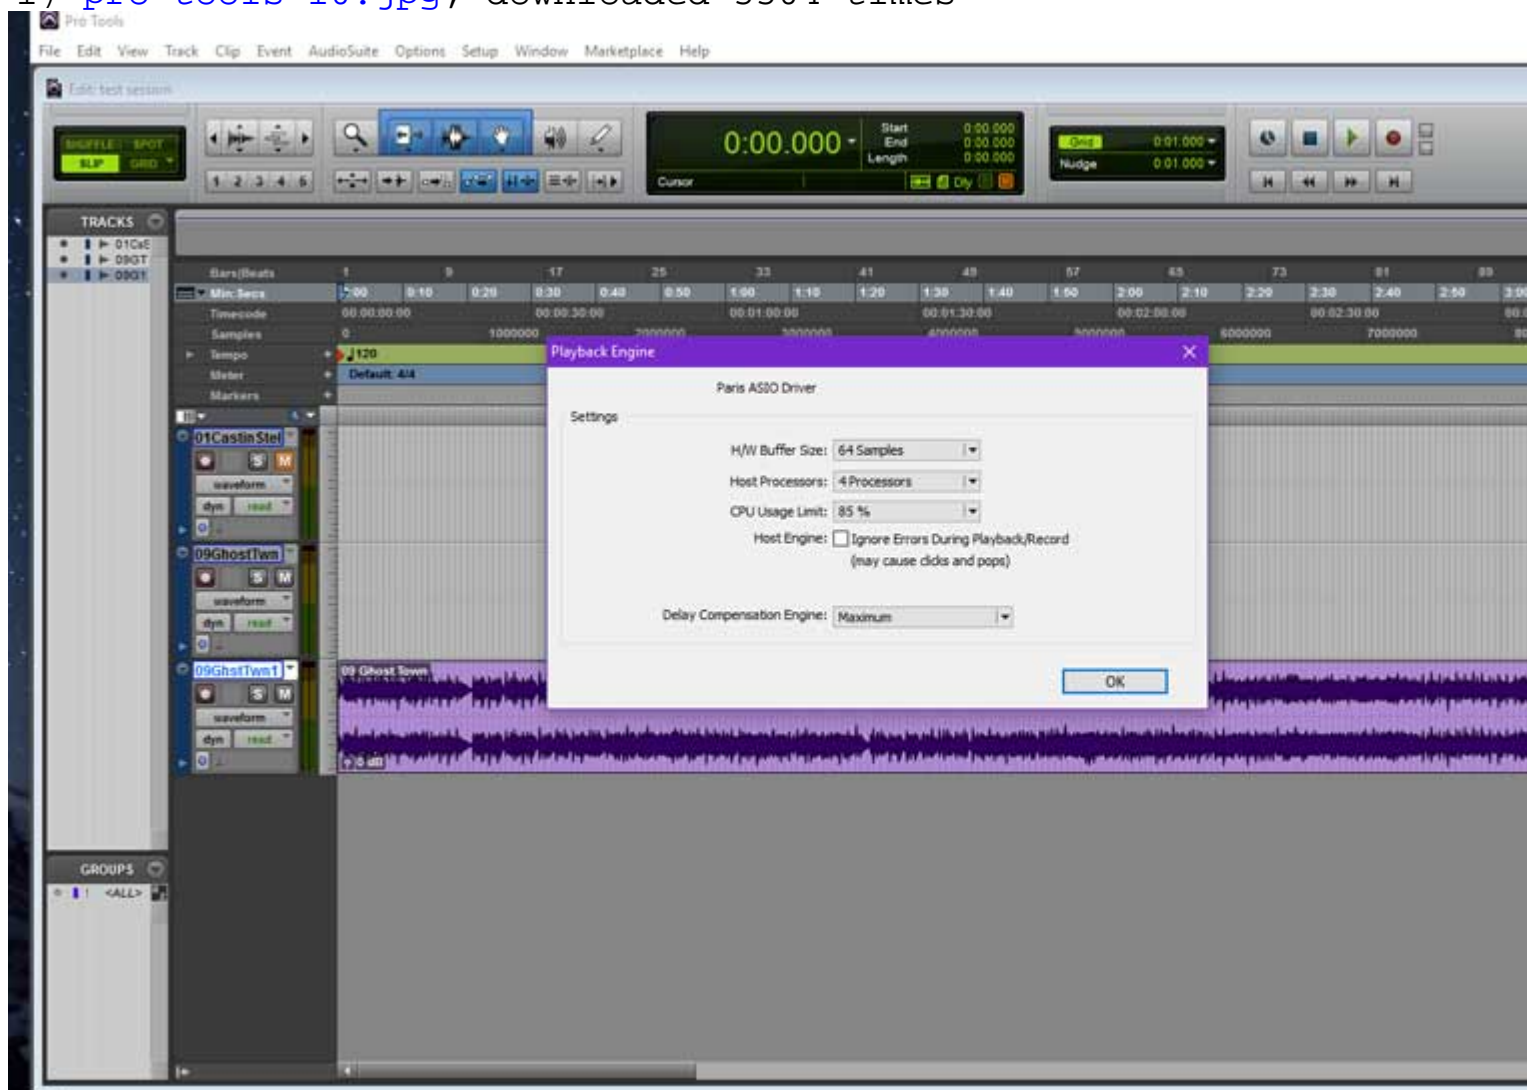 Pro Tools
File Edit View Track Clip Event AudioSuite Options Setup Window Marketplace Help
Edit: test session
SHUFFLE SPOT
SLIP GRID
1 2 3 4 5
0:00.000
Start 0:00.000
End 0:00.000
Length 0:00.000
Cursor
Dly
Grid 0:01.000
Nudge 0:01.000
TRACKS
Bars|Beats 1 9 17 25 33 41 49 57 65 73 81 89
Min:Secs 0:10 0:20 0:30 0:40 0:50 1:00 1:10 1:20 1:30 1:40 1:50 2:00 2:10 2:20 2:30 2:40 2:50
Timecode 00:00:00:00 00:00:30:00 00:01:00:00 00:01:30:00 00:02:00:00 00:02:30:00
Samples 0 1000000 2000000 3000000 4000000 5000000 6000000 7000000
Tempo 120
Meter Default: 4/4
Markers
Playback Engine
Paris ASIO Driver
Settings
H/W Buffer Size: 64 Samples
Host Processors: 4 Processors
CPU Usage Limit: 85 %
Host Engine: Ignore Errors During Playback/Record
(may cause clicks and pops)
Delay Compensation Engine: Maximum
OK
01CastinStel
S M
waveform
dyn read
09GhostTwn
S M
waveform
dyn read
09GhstTwn1
S M
waveform
dyn read
09 Ghost Town
0 dB
GROUPS
<ALL>